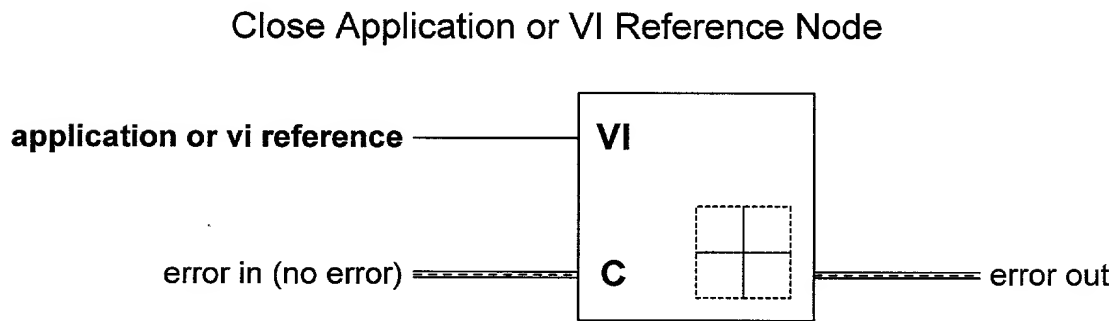 Close Application or VI Reference Node
application or vi reference
VI
error in (no error)
C
error out